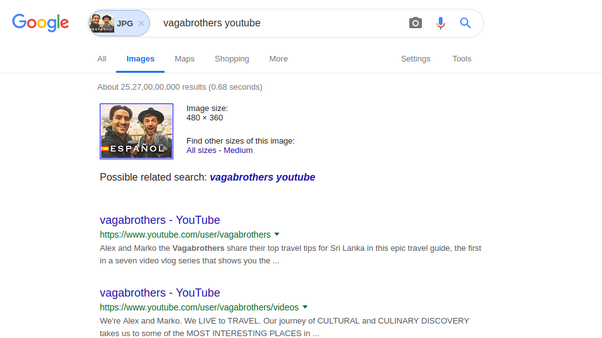 Google JPG × vagabrothers youtube
All Images Maps Shopping More Settings Tools
About 25,27,00,00,000 results (0.68 seconds)
Image size:
480 × 360
Find other sizes of this image:
All sizes - Medium
ESPAÑOL
Possible related search: vagabrothers youtube
vagabrothers - YouTube
https://www.youtube.com/user/vagabrothers
Alex and Marko the Vagabrothers share their top travel tips for Sri Lanka in this epic travel guide, the first
in a seven video vlog series that shows you the ...
vagabrothers - YouTube
https://www.youtube.com/user/vagabrothers/videos
We're Alex and Marko. We LIVE to TRAVEL. Our journey of CULTURAL and CULINARY DISCOVERY
takes us to some of the MOST INTERESTING PLACES in ...